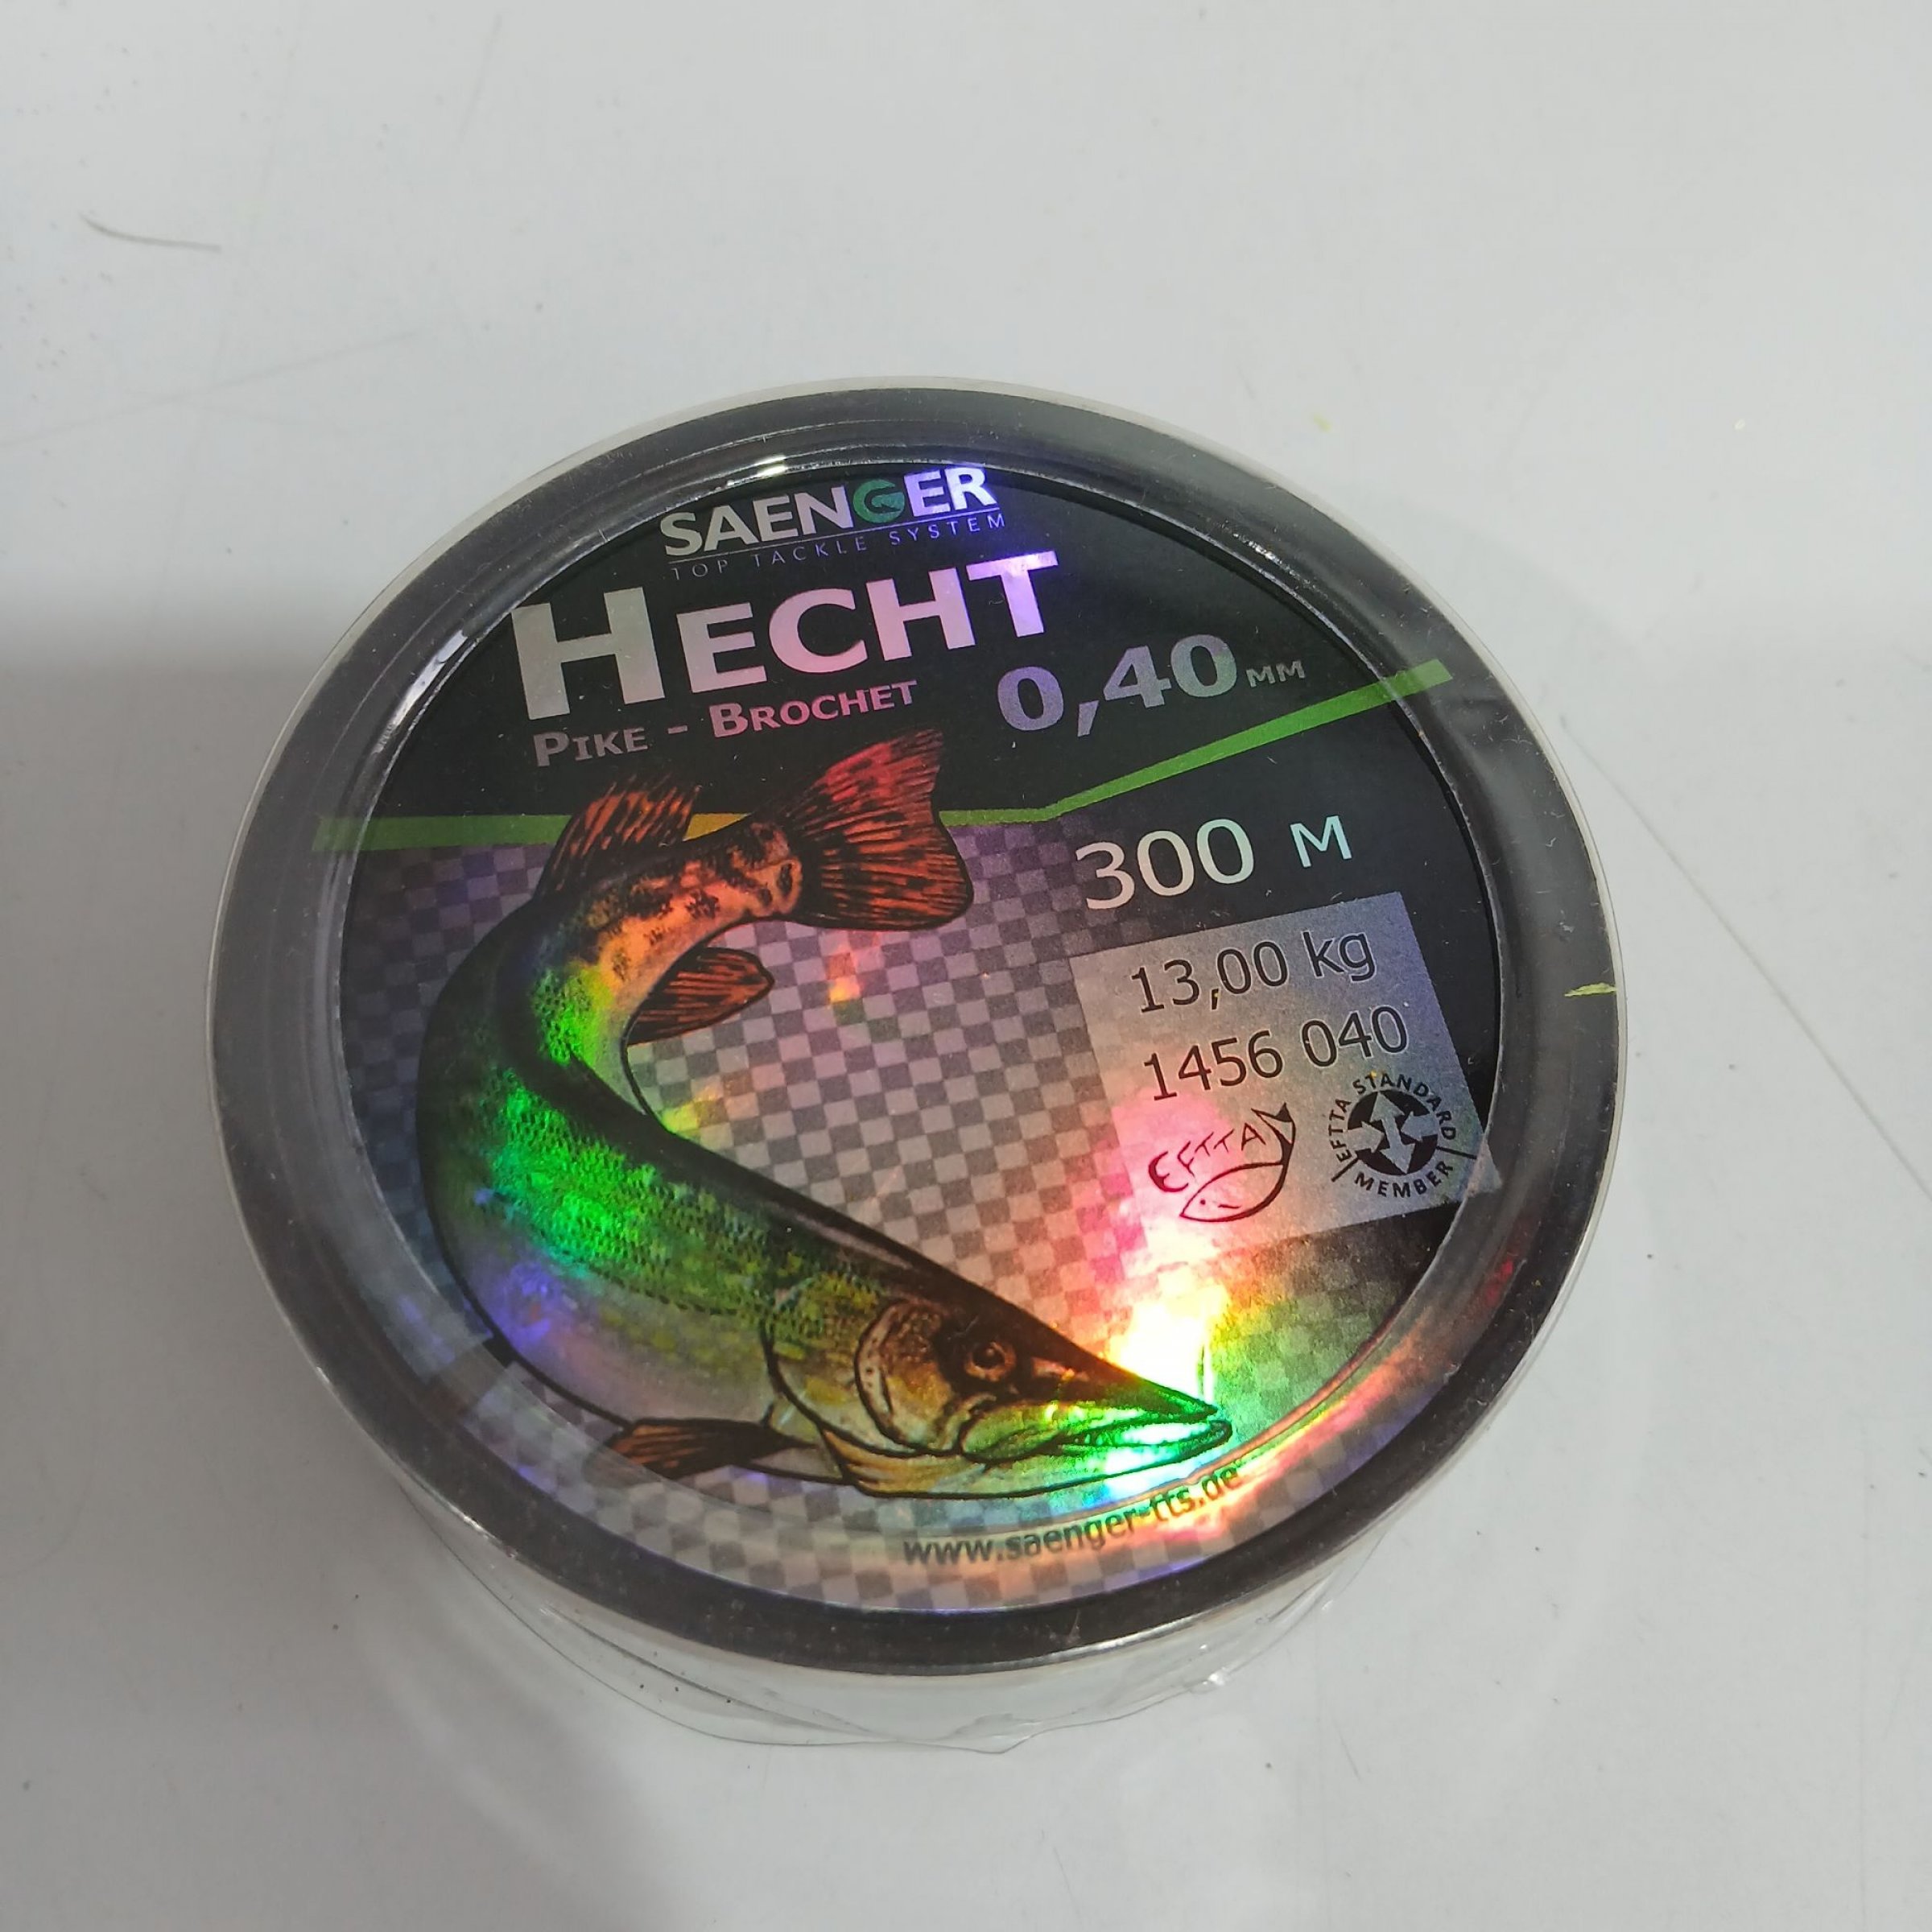 SAENGER
TOP TACKLE SYSTEM
HECHT
PIKE - BROCHET
0,40 MM
300 M
13,00 kg
1456 040
EFTTA
EFTTA STANDARD
MEMBER
www.saenger-tts.de